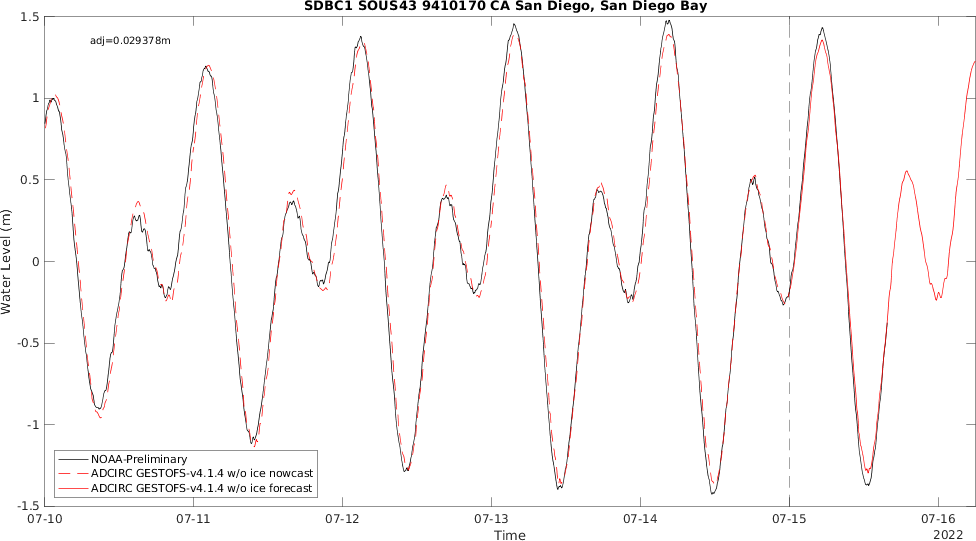 SDBC1 SOUS43 9410170 CA San Diego, San Diego Bay
adj=0.029378m
1.5
1
0.5
0
-0.5
-1
-1.5
Water Level (m)
NOAA-Preliminary
ADCIRC GESTOFS-v4.1.4 w/o ice nowcast
ADCIRC GESTOFS-v4.1.4 w/o ice forecast
07-10 07-11 07-12 07-13 07-14 07-15 07-16
Time
2022